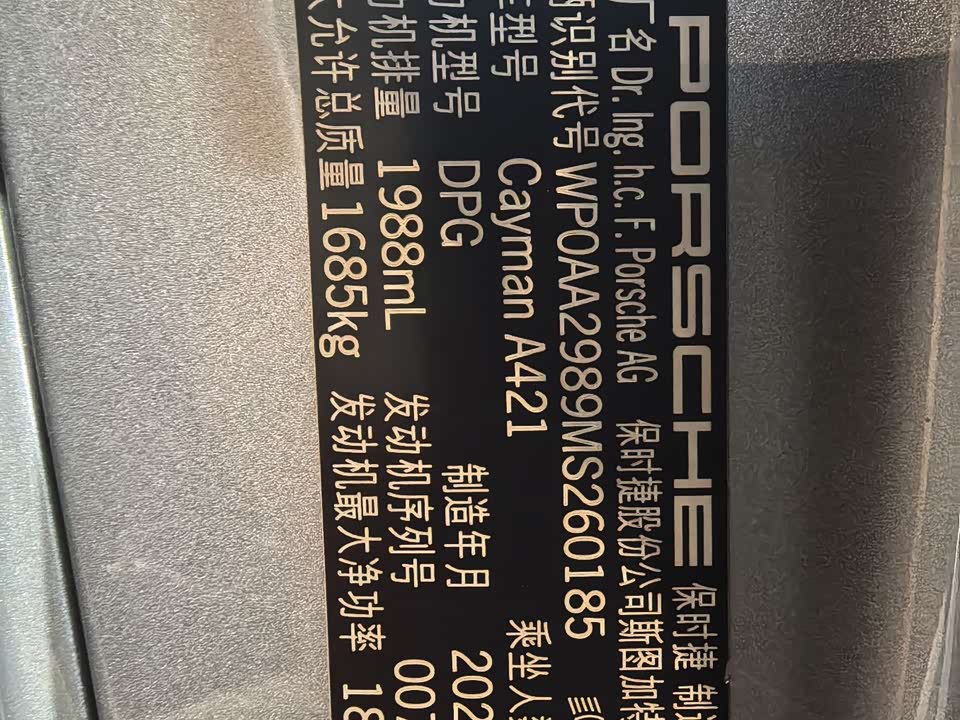 PORSCHE 保时捷 制造
厂名 Dr. Ing. h.c. F. Porsche AG 保时捷股份公司斯图加特
识别代号 WP0AA2989MS260185
型号 Cayman A421 乘坐人
机型号 DPG 制造年月 202
机排量 1988mL 发动机序列号 00
允许总质量 1685kg 发动机最大净功率 18